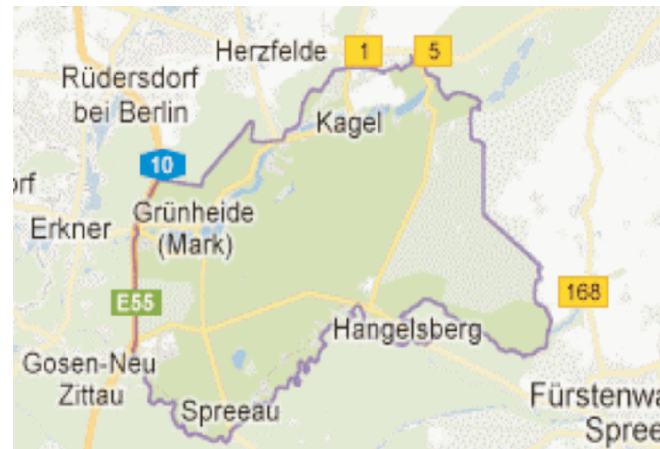 Herzfelde
1
5
Rüdersdorf
bei Berlin
Kagel
10
orf
Grünheide
(Mark)
Erkner
E55
168
Hangelsberg
Gosen-Neu
Zittau
Spreeau
Fürstenwa
Spree